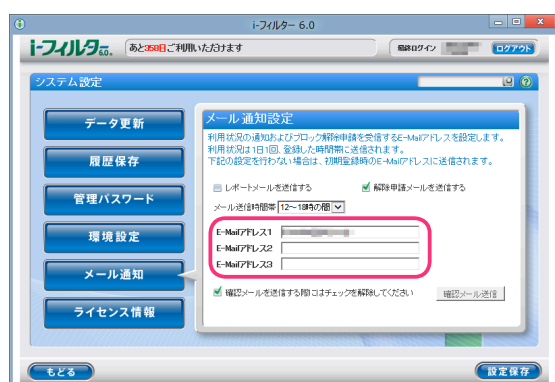 i-フィルター 6.0
i-フィルター6.0. あと358日ご利用いただけます 最終ログイン ログアウト
システム設定
データ更新
履歴保存
管理パスワード
環境設定
メール通知
ライセンス情報
メール通知設定
利用状況の通知およびブロック解除申請を受信するE-Mailアドレスを設定します。
利用状況は1日1回、登録した時間帯に送信されます。
下記の設定を行わない場合は、初期登録時のE-Mailアドレスに送信されます。
レポートメールを送信する 解除申請メールを送信する
メール送信時間帯 12〜18時の間
E-Mailアドレス1
E-Mailアドレス2
E-Mailアドレス3
確認メールを送信する際にはチェックを解除してください 確認メール送信
もどる 設定保存